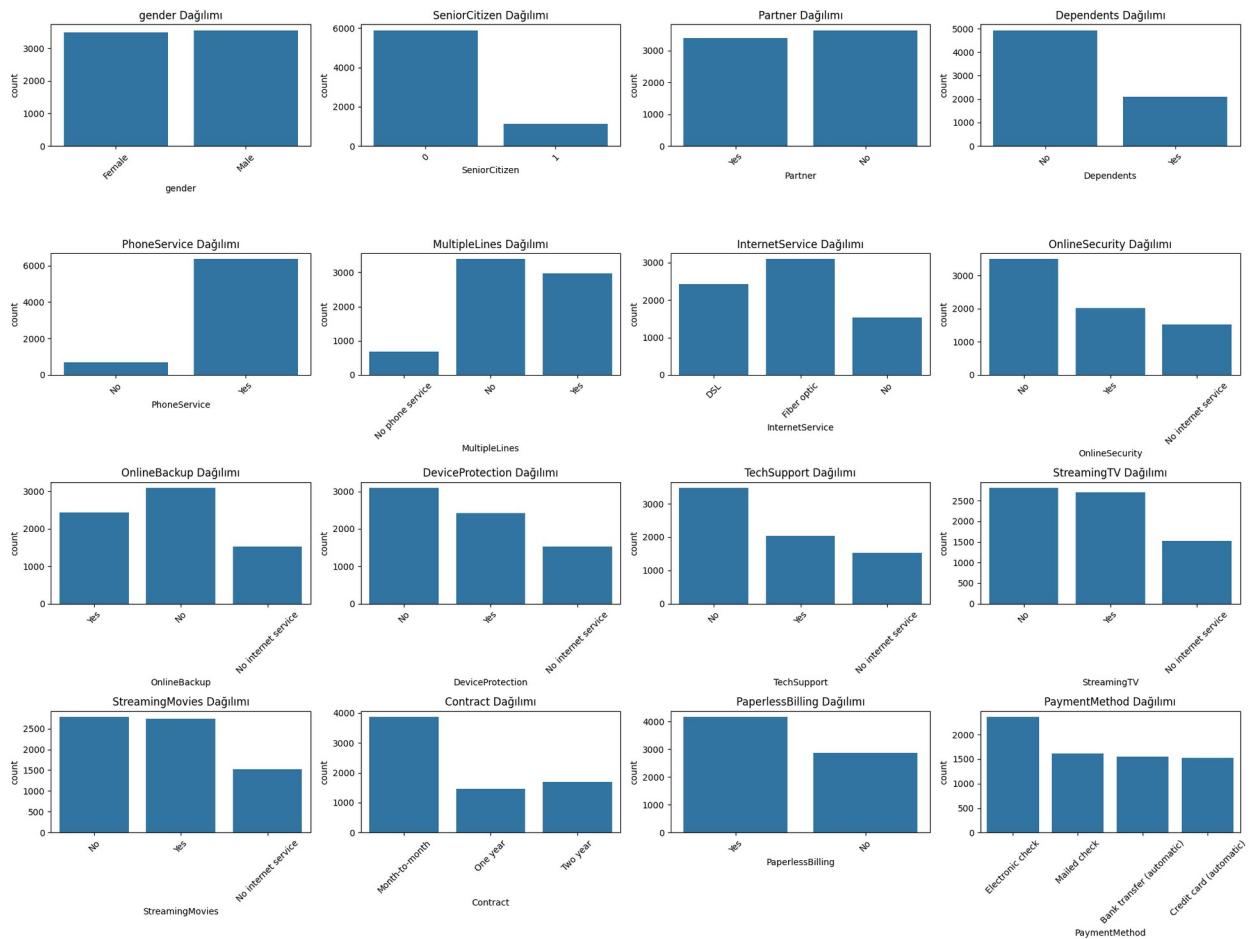 gender Dağılımı
count
3000
2000
1000
0
Female
Male
gender
SeniorCitizen Dağılımı
count
6000
4000
2000
0
0
1
SeniorCitizen
Partner Dağılımı
count
3000
2000
1000
0
Yes
No
Partner
Dependents Dağılımı
count
5000
4000
3000
2000
1000
0
No
Yes
Dependents
PhoneService Dağılımı
count
6000
4000
2000
0
No
Yes
PhoneService
MultipleLines Dağılımı
count
3000
2000
1000
0
No phone service
No
Yes
MultipleLines
InternetService Dağılımı
count
3000
2000
1000
0
DSL
Fiber optic
No
InternetService
OnlineSecurity Dağılımı
count
3000
2000
1000
0
No
Yes
No internet service
OnlineSecurity
OnlineBackup Dağılımı
count
3000
2000
1000
0
Yes
No
No internet service
OnlineBackup
DeviceProtection Dağılımı
count
3000
2000
1000
0
No
Yes
No internet service
DeviceProtection
TechSupport Dağılımı
count
3000
2000
1000
0
No
Yes
No internet service
TechSupport
StreamingTV Dağılımı
count
2500
2000
1500
1000
500
0
No
Yes
No internet service
StreamingTV
StreamingMovies Dağılımı
count
2500
2000
1500
1000
500
0
No
Yes
No internet service
StreamingMovies
Contract Dağılımı
count
4000
3000
2000
1000
0
Month-to-month
One year
Two year
Contract
PaperlessBilling Dağılımı
count
4000
3000
2000
1000
0
Yes
No
PaperlessBilling
PaymentMethod Dağılımı
count
2000
1500
1000
500
0
Electronic check
Mailed check
Bank transfer (automatic)
Credit card (automatic)
PaymentMethod